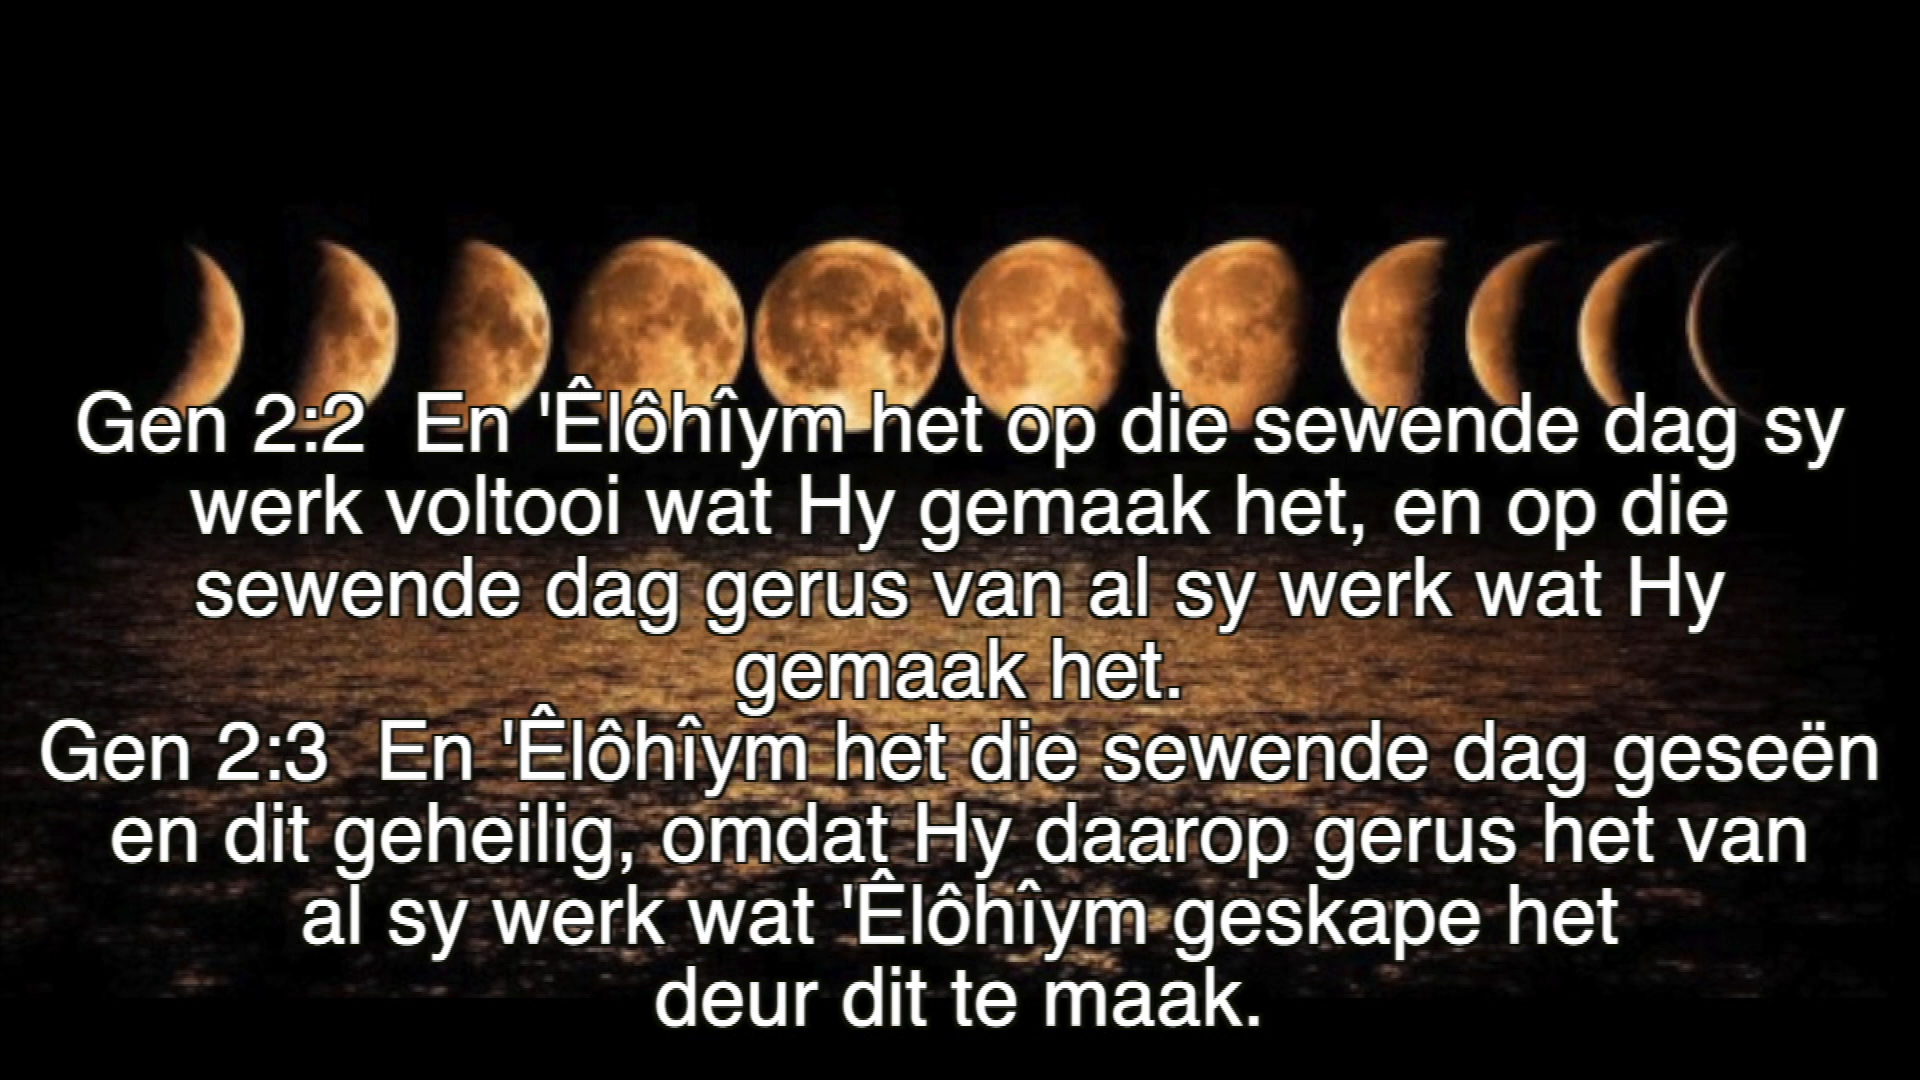 Gen 2:2  En 'Êlôhîym het op die sewende dag sy
werk voltooi wat Hy gemaak het, en op die
sewende dag gerus van al sy werk wat Hy
gemaak het.
Gen 2:3  En 'Êlôhîym het die sewende dag geseën
en dit geheilig, omdat Hy daarop gerus het van
al sy werk wat 'Êlôhîym geskape het
deur dit te maak.